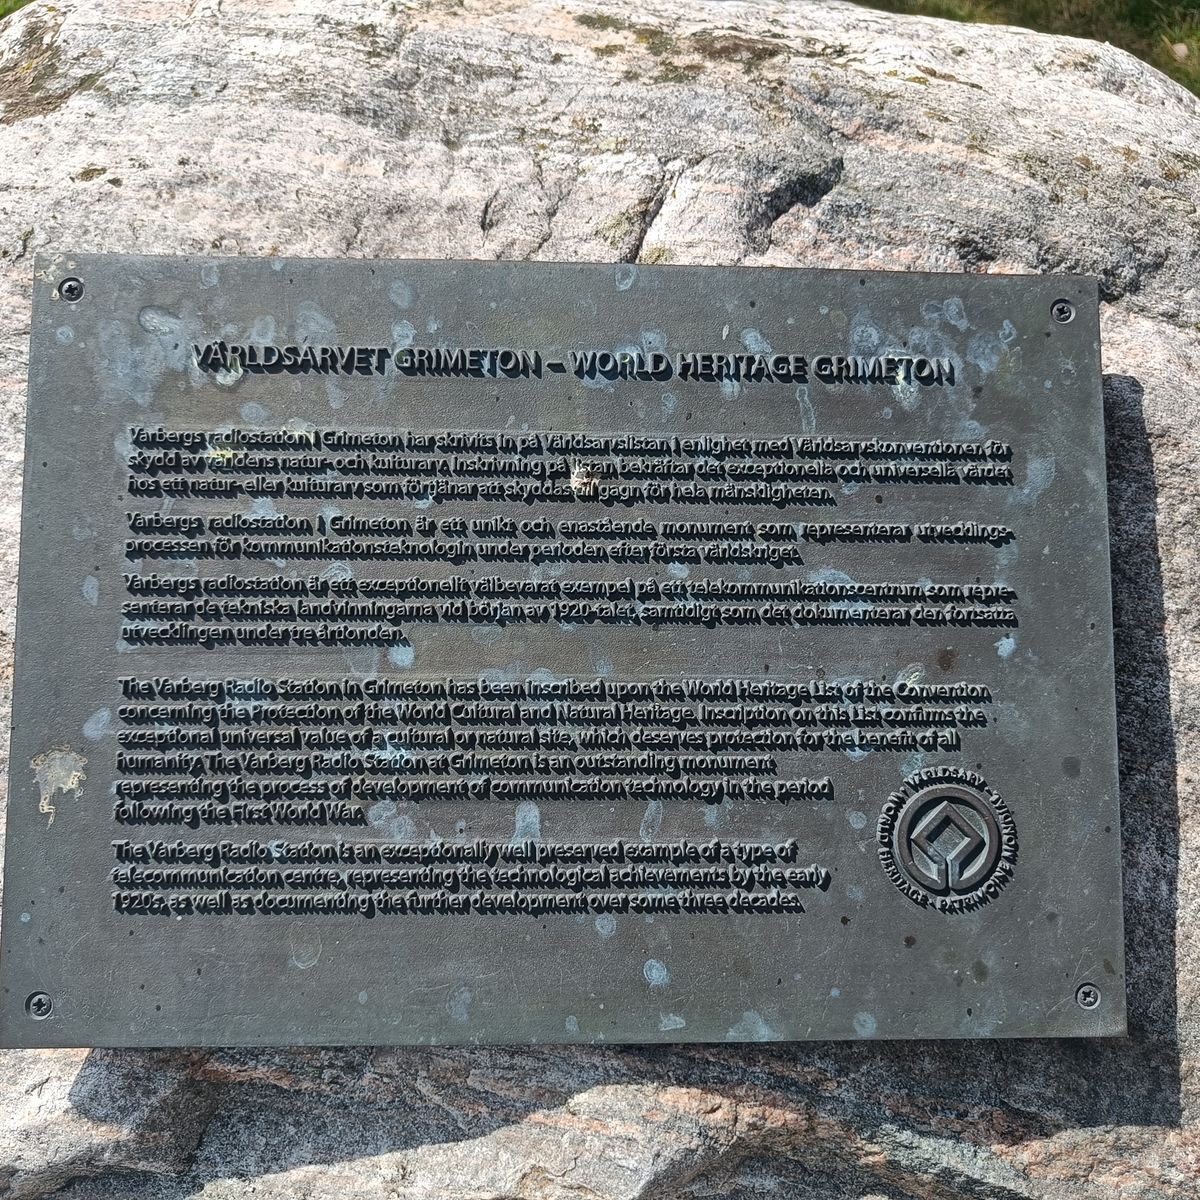 VÄRLDSARVET GRIMETON – WORLD HERITAGE GRIMETON
Varbergs radiostation i Grimeton har skrivits in på Världsarvslistan i enlighet med Världsarvskonventionen för
skydd av världens natur- och kulturarv. Inskrivning på listan bekräftar det exceptionella och universella värdet
hos ett natur- eller kulturarv som förtjänar att skyddas till gagn för hela mänskligheten.
Varbergs radiostation i Grimeton är ett unikt och enastående monument som representerar utvecklings-
processen för kommunikationsteknologin under perioden efter första världskriget.
Varbergs radiostation är ett exceptionellt välbevarat exempel på ett telekommunikationscentrum som repre-
senterar de tekniska landvinningarna vid början av 1920-talet, samtidigt som det dokumenterar den fortsatta
utvecklingen under tre årtionden.
The Varberg Radio Station in Grimeton has been inscribed upon the World Heritage List of the Convention
concerning the Protection of the World Cultural and Natural Heritage. Inscription on this List confirms the
exceptional universal value of a cultural or natural site, which deserves protection for the benefit of all
humanity. The Varberg Radio Station at Grimeton is an outstanding monument
representing the process of development of communication technology in the period
following the First World War.
The Varberg Radio Station is an exceptionally well preserved example of a type of
telecommunication centre, representing the technological achievements by the early
1920s, as well as documenting the further development over some three decades.
WORLD HERITAGE • PATRIMOINE MONDIAL • VÄRLDSARV •